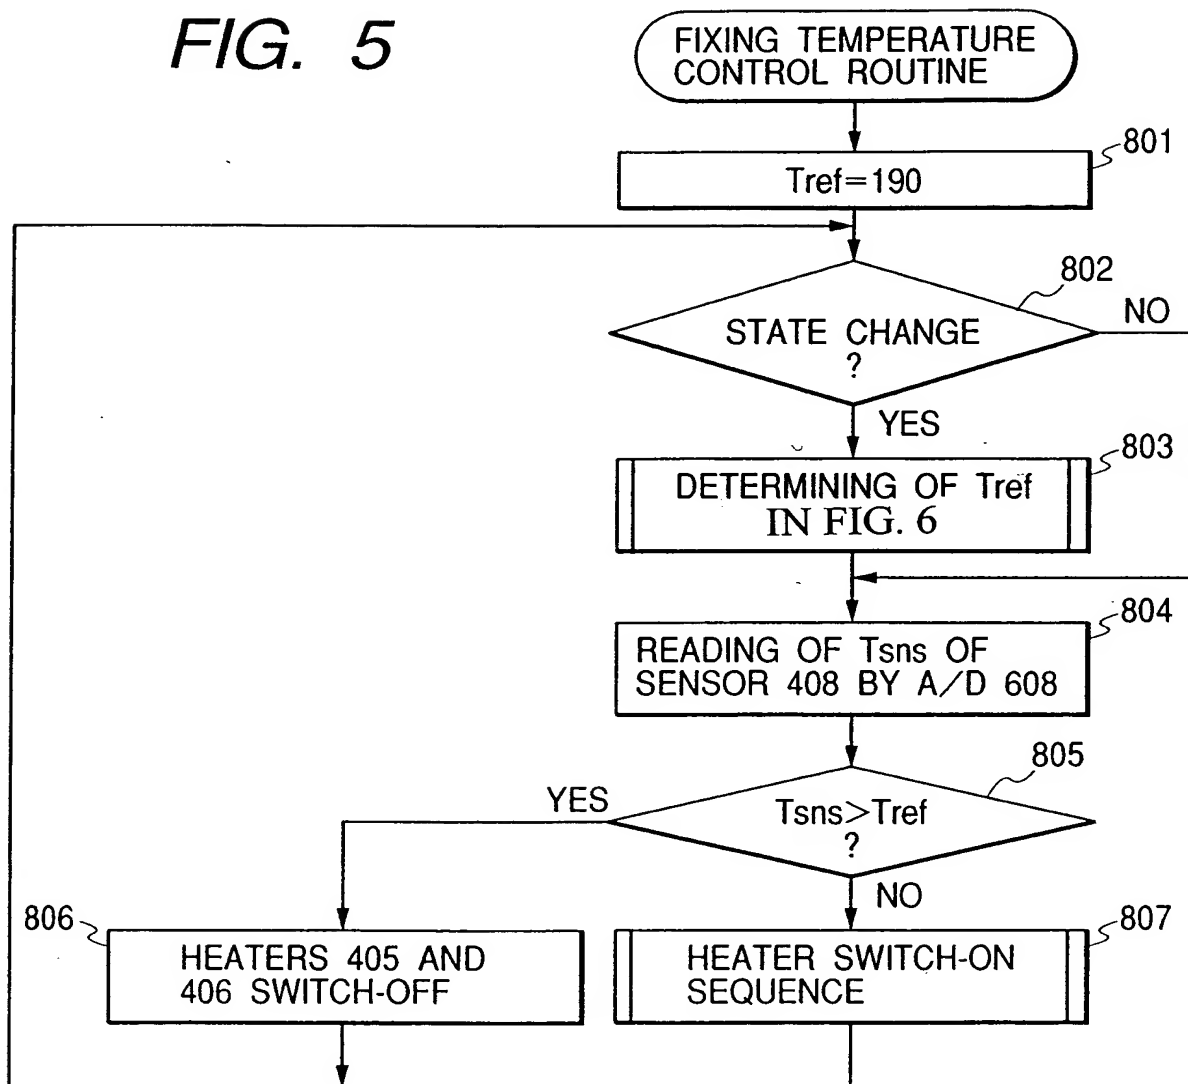 FIG. 5
FIXING TEMPERATURE
CONTROL ROUTINE
801
Tref=190
802
STATE CHANGE
?
NO
YES
803
DETERMINING OF Tref
IN FIG. 6
804
READING OF Tsns OF
SENSOR 408 BY A/D 608
805
Tsns>Tref
?
YES
NO
806
HEATERS 405 AND
406 SWITCH-OFF
807
HEATER SWITCH-ON
SEQUENCE